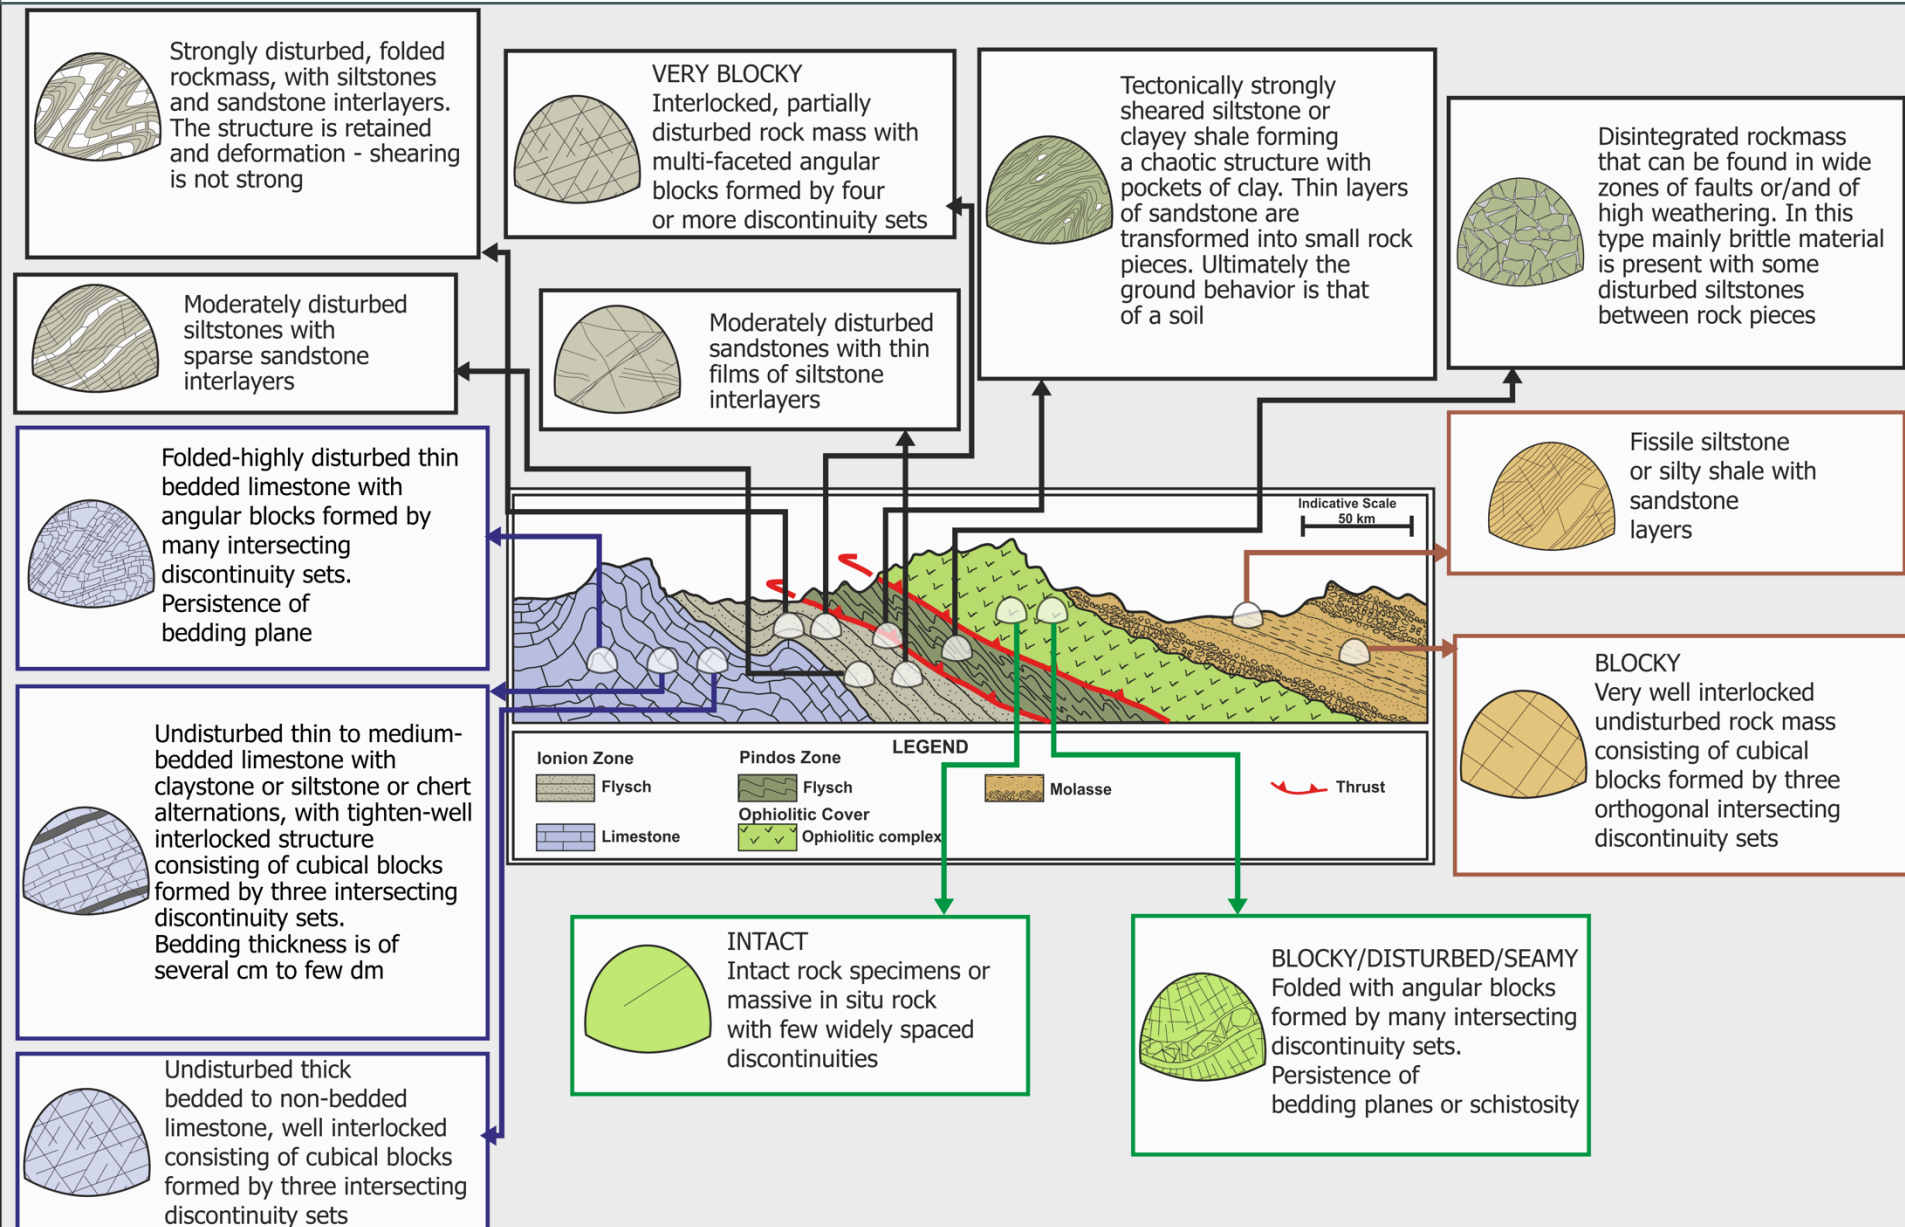 Strongly disturbed, folded
rockmass, with siltstones
and sandstone interlayers.
The structure is retained
and deformation - shearing
is not strong
VERY BLOCKY
Interlocked, partially
disturbed rock mass with
multi-faceted angular
blocks formed by four
or more discontinuity sets
Tectonically strongly
sheared siltstone or
clayey shale forming
a chaotic structure with
pockets of clay. Thin layers
of sandstone are
transformed into small rock
pieces. Ultimately the
ground behavior is that
of a soil
Disintegrated rockmass
that can be found in wide
zones of faults or/and of
high weathering. In this
type mainly brittle material
is present with some
disturbed siltstones
between rock pieces
Moderately disturbed
siltstones with
sparse sandstone
interlayers
Moderately disturbed
sandstones with thin
films of siltstone
interlayers
Folded-highly disturbed thin
bedded limestone with
angular blocks formed by
many intersecting
discontinuity sets.
Persistence of
bedding plane
Fissile siltstone
or silty shale with
sandstone
layers
Indicative Scale
50 km
Undisturbed thin to medium-
bedded limestone with
claystone or siltstone or chert
alternations, with tighten-well
interlocked structure
consisting of cubical blocks
formed by three intersecting
discontinuity sets.
Bedding thickness is of
several cm to few dm
BLOCKY
Very well interlocked
undisturbed rock mass
consisting of cubical
blocks formed by three
orthogonal intersecting
discontinuity sets
LEGEND
Ionion Zone
Flysch
Limestone
Pindos Zone
Flysch
Ophiolitic Cover
Ophiolitic complex
Molasse
Thrust
INTACT
Intact rock specimens or
massive in situ rock
with few widely spaced
discontinuities
BLOCKY/DISTURBED/SEAMY
Folded with angular blocks
formed by many intersecting
discontinuity sets.
Persistence of
bedding planes or schistosity
Undisturbed thick
bedded to non-bedded
limestone, well interlocked
consisting of cubical blocks
formed by three intersecting
discontinuity sets